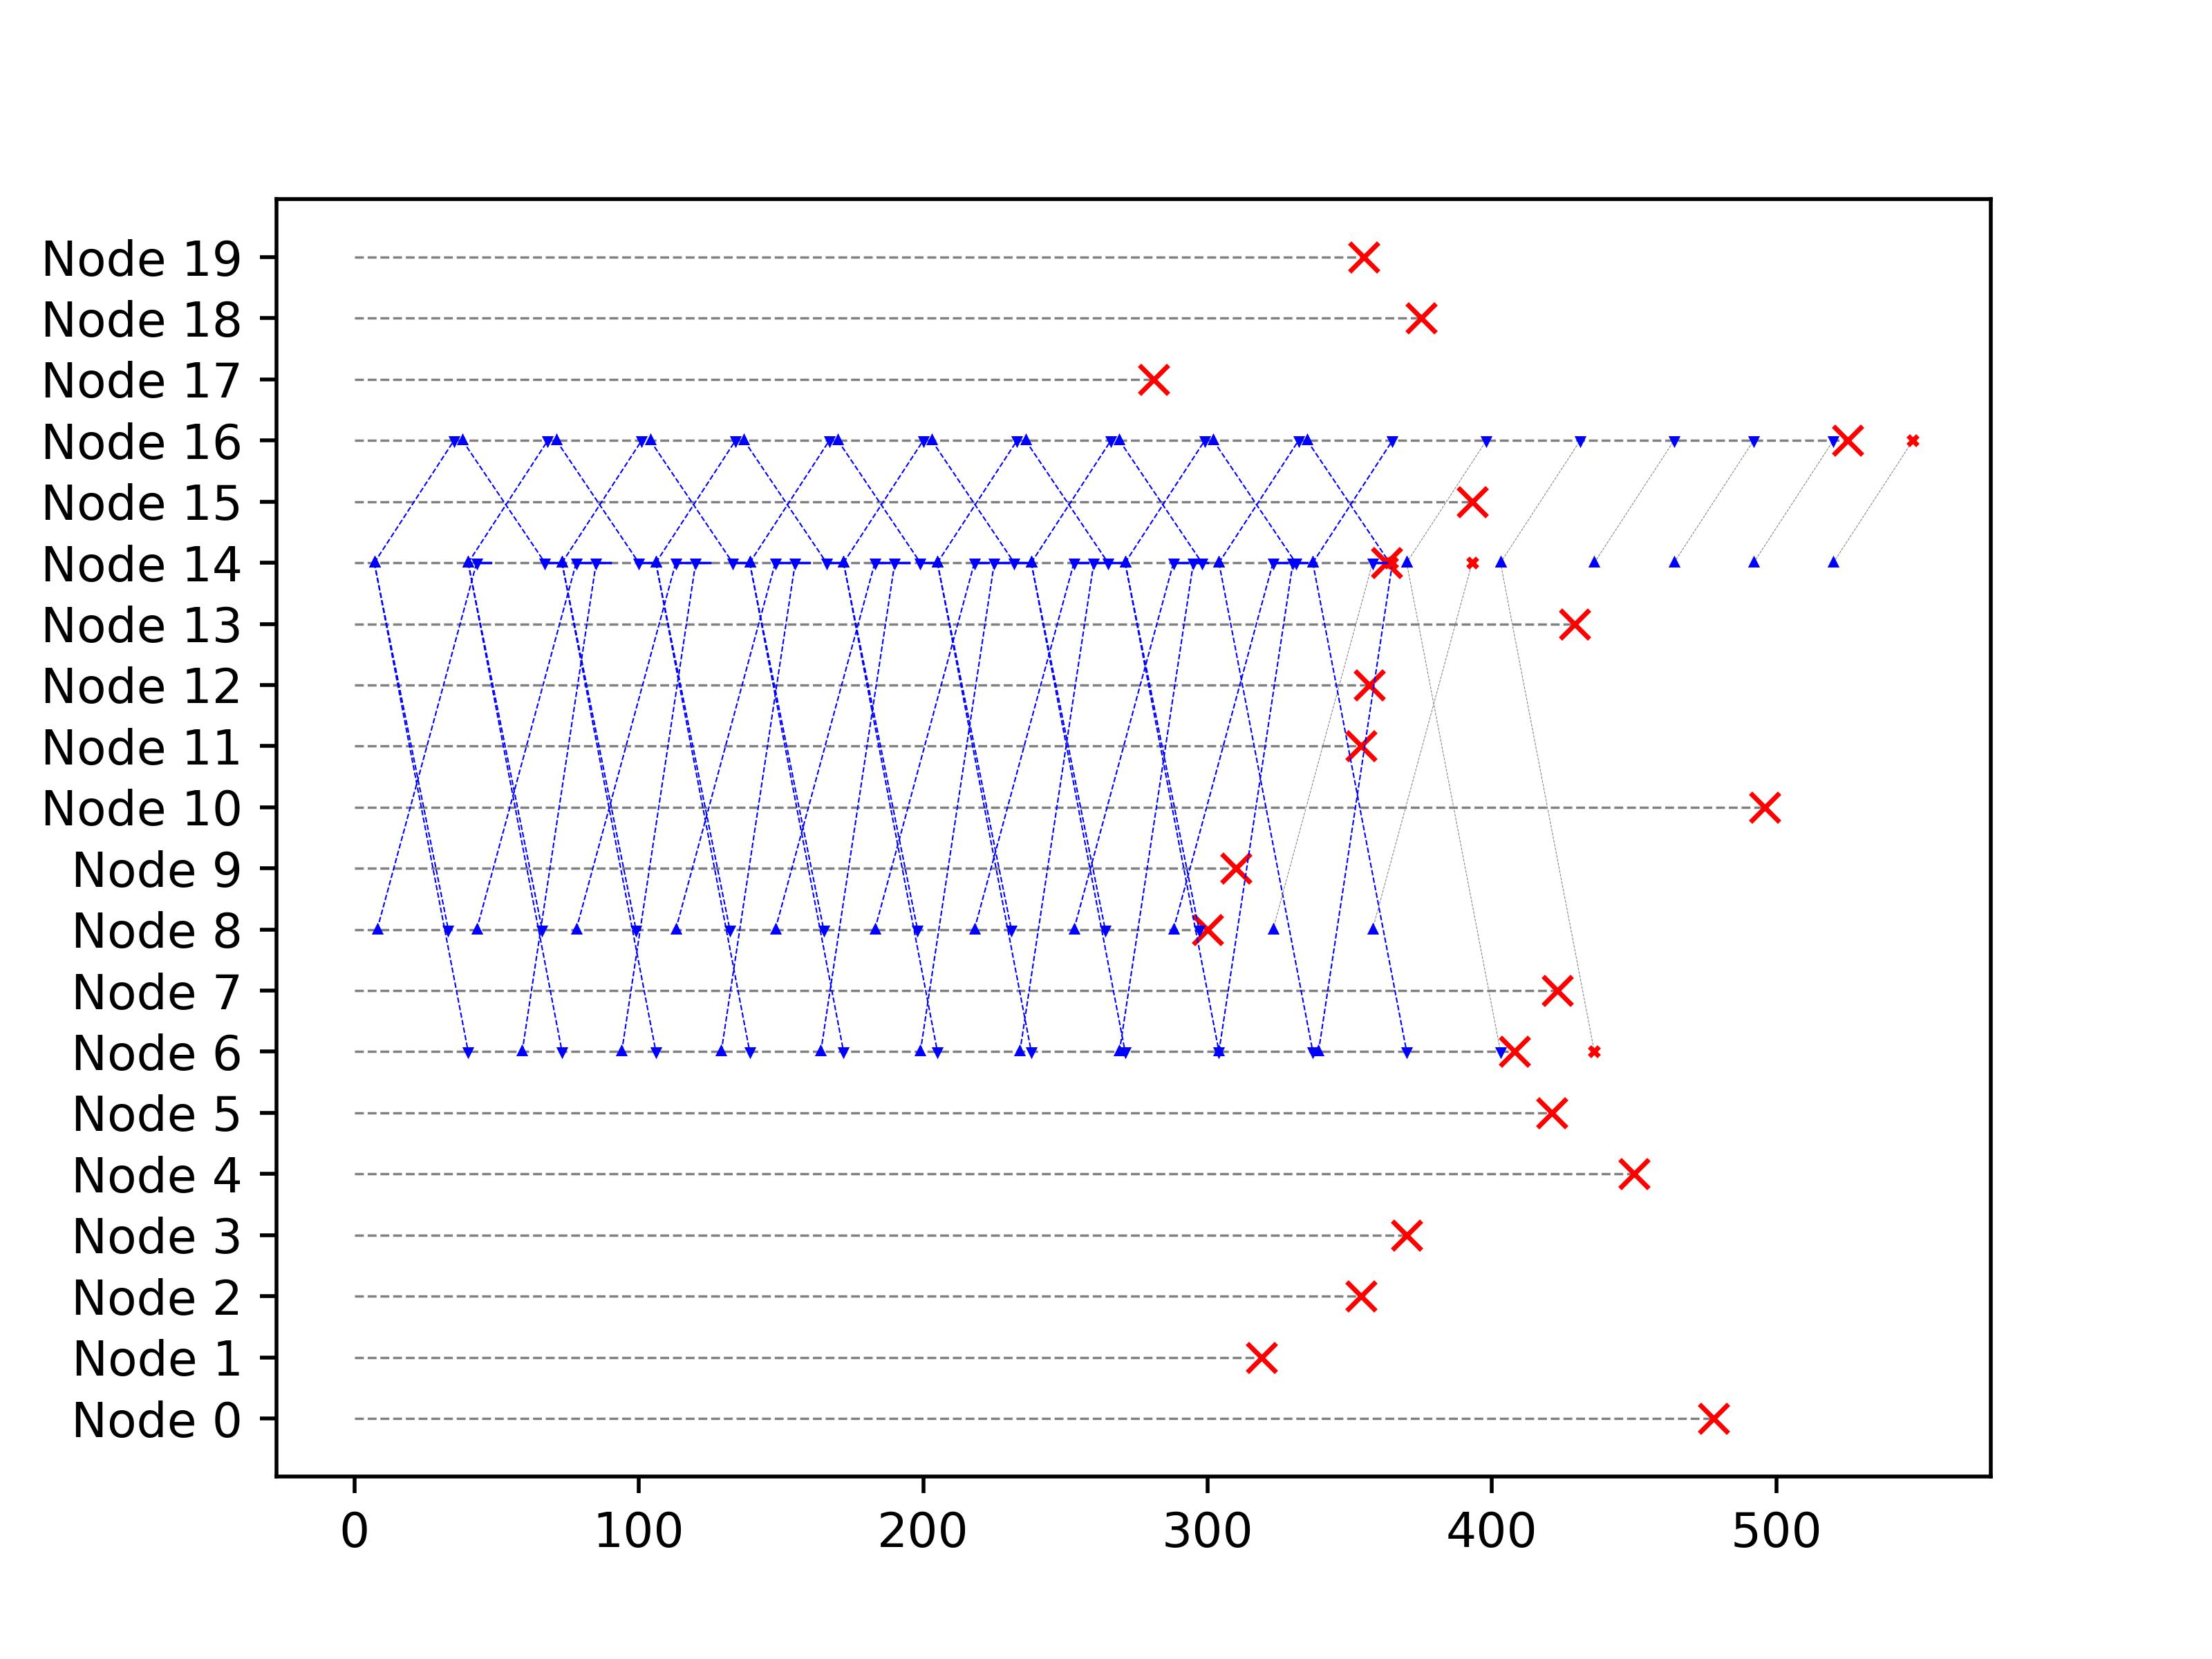 Node 19
Node 18
Node 17
Node 16
Node 15
Node 14
Node 13
Node 12
Node 11
Node 10
Node 9
Node 8
Node 7
Node 6
Node 5
Node 4
Node 3
Node 2
Node 1
Node 0
0 100 200 300 400 500